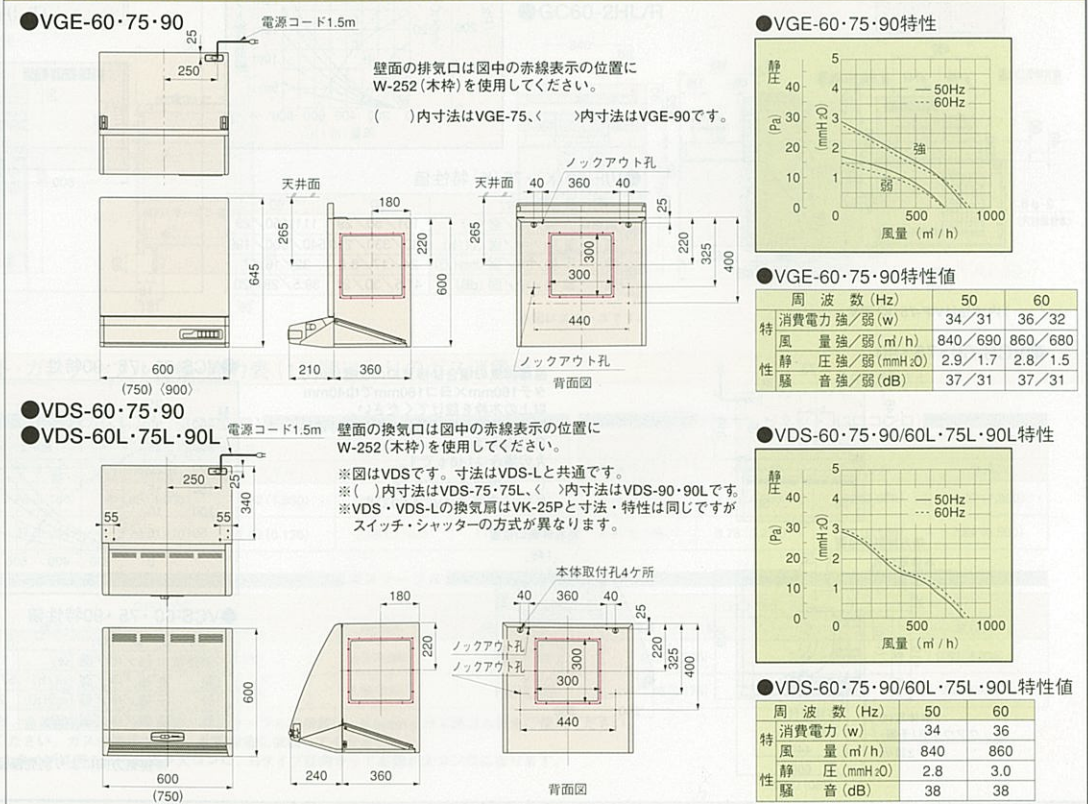 ●VGE-60・75・90
電源コード1.5m
25
250
壁面の排気口は図中の赤線表示の位置に
W-252(木枠)を使用してください。
(　　)内寸法はVGE-75、〈　　〉内寸法はVGE-90です。
天井面
265
645
600
(750)〈900〉
180
220
600
210
360
天井面
265
ノックアウト孔
40
360
40
25
220
325
400
300
300
440
ノックアウト孔
背面図
●VGE-60・75・90特性
静圧
(Pa)
(mmH2O)
5
40
4
30
3
20
2
10
1
0
0
500
1000
50Hz
60Hz
強
弱
風量(㎥/h)
●VGE-60・75・90特性値
周波数(Hz) 50 60
特性
消費電力 強/弱(w) 34/31 36/32
風量 強/弱(㎥/h) 840/690 860/680
静圧 強/弱(mmH2O) 2.9/1.7 2.8/1.5
騒音 強/弱(dB) 37/31 37/31
●VDS-60・75・90
●VDS-60L・75L・90L
電源コード1.5m
25
250
340
55
55
壁面の換気口は図中の赤線表示の位置に
W-252(木枠)を使用してください。
※図はVDSです。寸法はVDS-Lと共通です。
※(　)内寸法はVDS-75・75L、〈　〉内寸法はVDS-90・90Lです。
※VDS・VDS-Lの換気扇はVK-25Pと寸法・特性は同じですが
スイッチ・シャッターの方式が異なります。
600
600
(750)
180
220
240
360
本体取付孔4ケ所
40
360
40
25
220
325
400
ノックアウト孔
ノックアウト孔
300
300
440
背面図
●VDS-60・75・90/60L・75L・90L特性
静圧
(Pa)
(mmH2O)
5
40
4
30
3
20
2
10
1
0
0
500
1000
50Hz
60Hz
風量(㎥/h)
●VDS-60・75・90/60L・75L・90L特性値
周波数(Hz) 50 60
特性
消費電力(w) 34 36
風量(㎥/h) 840 860
静圧(mmH2O) 2.8 3.0
騒音(dB) 38 38